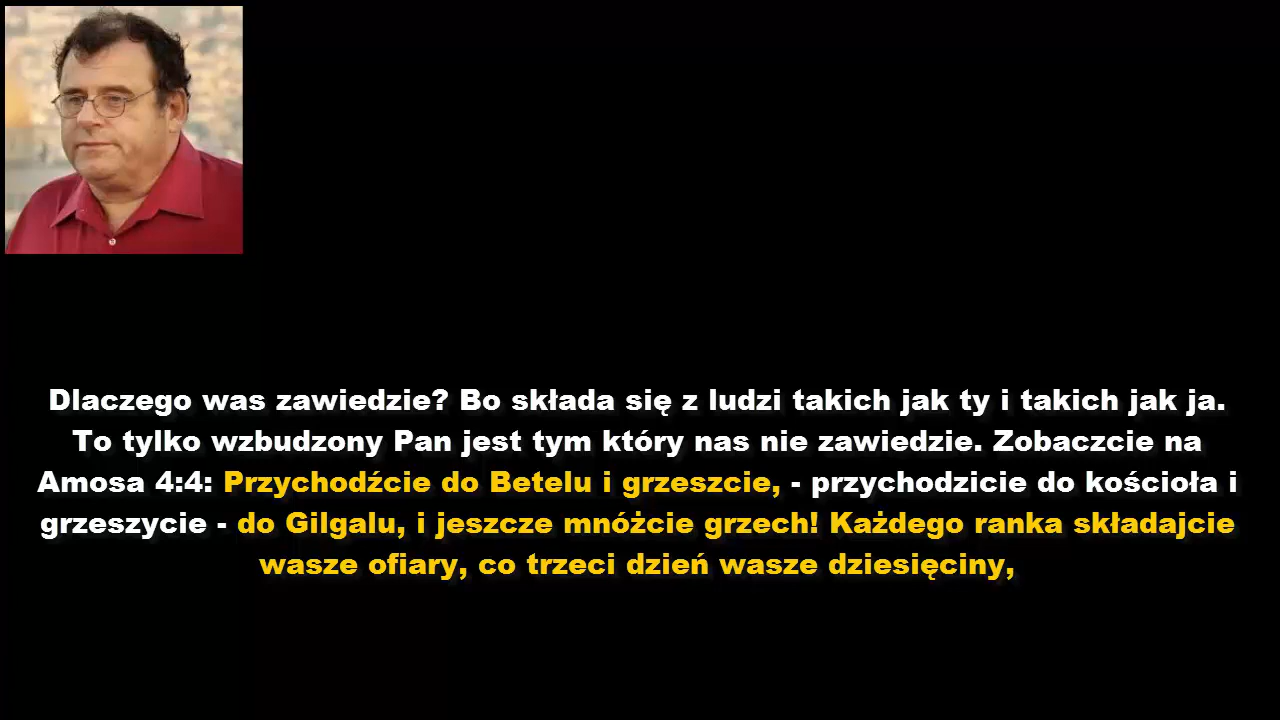 Dlaczego was zawiedzie? Bo składa się z ludzi takich jak ty i takich jak ja.
To tylko wzbudzony Pan jest tym który nas nie zawiedzie. Zobaczcie na
Amosa 4:4: Przychodźcie do Betelu i grzeszcie, - przychodzicie do kościoła i
grzeszycie - do Gilgalu, i jeszcze mnóżcie grzech! Każdego ranka składajcie
wasze ofiary, co trzeci dzień wasze dziesięciny,